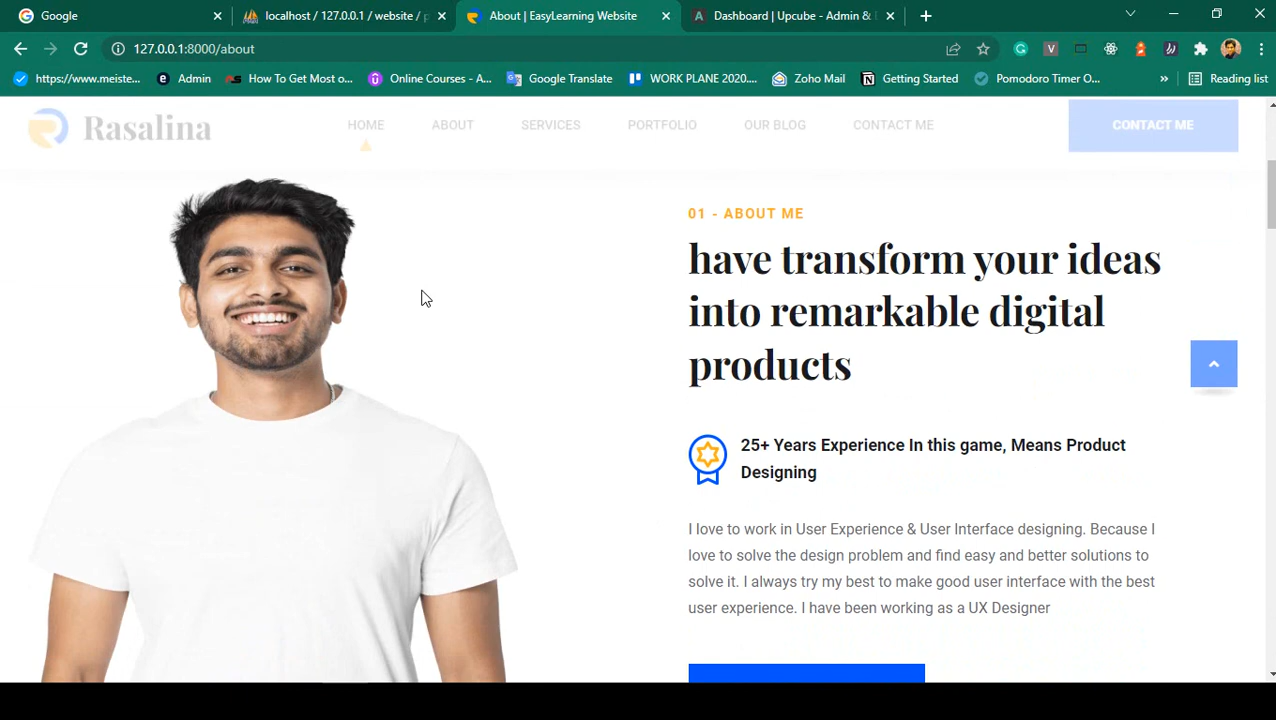 Google
localhost / 127.0.0.1 / website / p
About | EasyLearning Website
Dashboard | Upcube - Admin &
127.0.0.1:8000/about
https://www.meiste... Admin How To Get Most o... Online Courses - A... Google Translate WORK PLANE 2020.... Zoho Mail Getting Started Pomodoro Timer O... » Reading list
Rasalina HOME ABOUT SERVICES PORTFOLIO OUR BLOG CONTACT ME CONTACT ME
01 - ABOUT ME
have transform your ideas
into remarkable digital
products
25+ Years Experience In this game, Means Product
Designing
I love to work in User Experience & User Interface designing. Because I
love to solve the design problem and find easy and better solutions to
solve it. I always try my best to make good user interface with the best
user experience. I have been working as a UX Designer